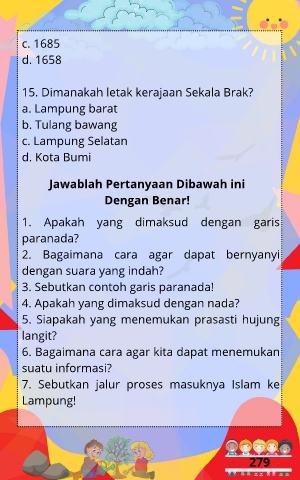 c. 1685
d. 1658
15. Dimanakah letak kerajaan Sekala Brak?
a. Lampung barat
b. Tulang bawang
c. Lampung Selatan
d. Kota Bumi
Jawablah Pertanyaan Dibawah ini
Dengan Benar!
1. Apakah yang dimaksud dengan garis
paranada?
2. Bagaimana cara agar dapat bernyanyi
dengan suara yang indah?
3. Sebutkan contoh garis paranada!
4. Apakah yang dimaksud dengan nada?
5. Siapakah yang menemukan prasasti hujung
langit?
6. Bagaimana cara agar kita dapat menemukan
suatu informasi?
7. Sebutkan jalur proses masuknya Islam ke
Lampung!
279